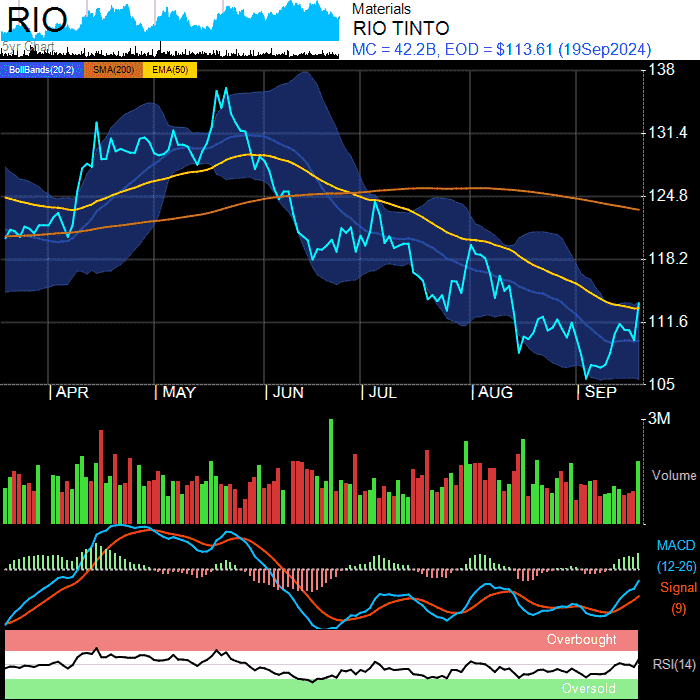 RIO
5yr Chart
Materials
RIO TINTO
MC = 42.2B, EOD = $113.61 (19Sep2024)
BollBands(20,2) SMA(200) EMA(50)
138
131.4
124.8
118.2
111.6
105
APR MAY JUN JUL AUG SEP
3M
Volume
MACD
(12-26)
Signal
(9)
Overbought
RSI(14)
Oversold